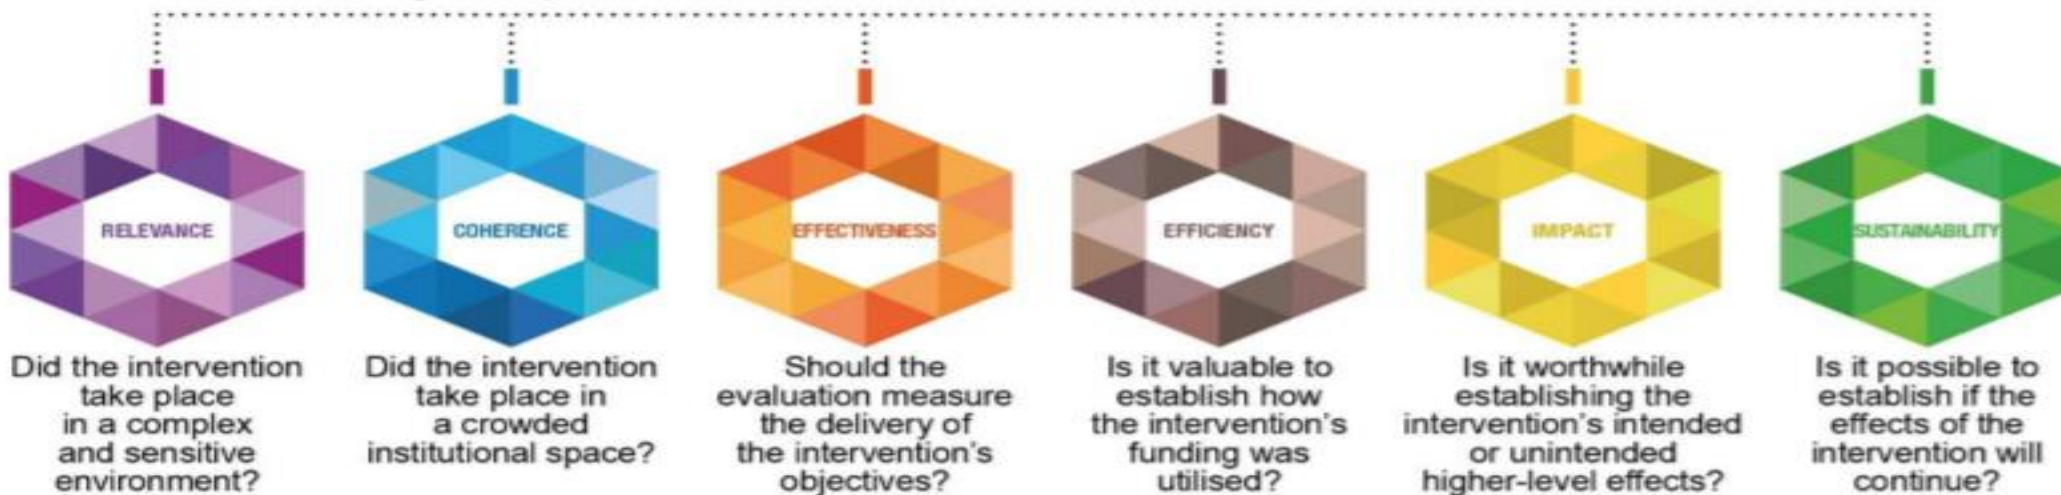 RELEVANCE
COHERENCE
EFFECTIVENESS
EFFICIENCY
IMPACT
SUSTAINABILITY
Did the intervention
take place
in a complex
and sensitive
environment?
Did the intervention
take place in
a crowded
institutional space?
Should the
evaluation measure
the delivery of
the intervention's
objectives?
Is it valuable to
establish how
the intervention's
funding was
utilised?
Is it worthwhile
establishing the
intervention's intended
or unintended
higher-level effects?
Is it possible to
establish if the
effects of the
intervention will
continue?